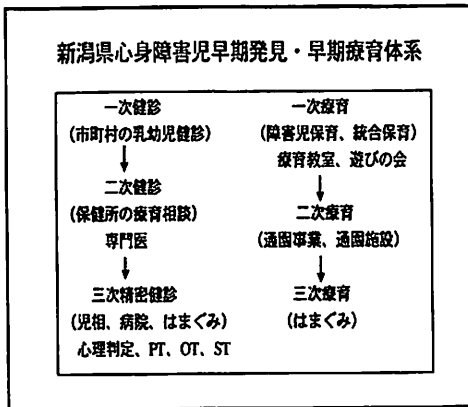 新潟県心身障害児早期発見・早期療育体系
一次健診
(市町村の乳幼児健診)
↓
二次健診
(保健所の療育相談)
専門医
↓
三次精密健診
(児相、病院、はまぐみ)
心理判定、PT、OT、ST
一次療育
(障害児保育、統合保育)
療育教室、遊びの会
↓
二次療育
(通園事業、通園施設)
↓
三次療育
(はまぐみ)